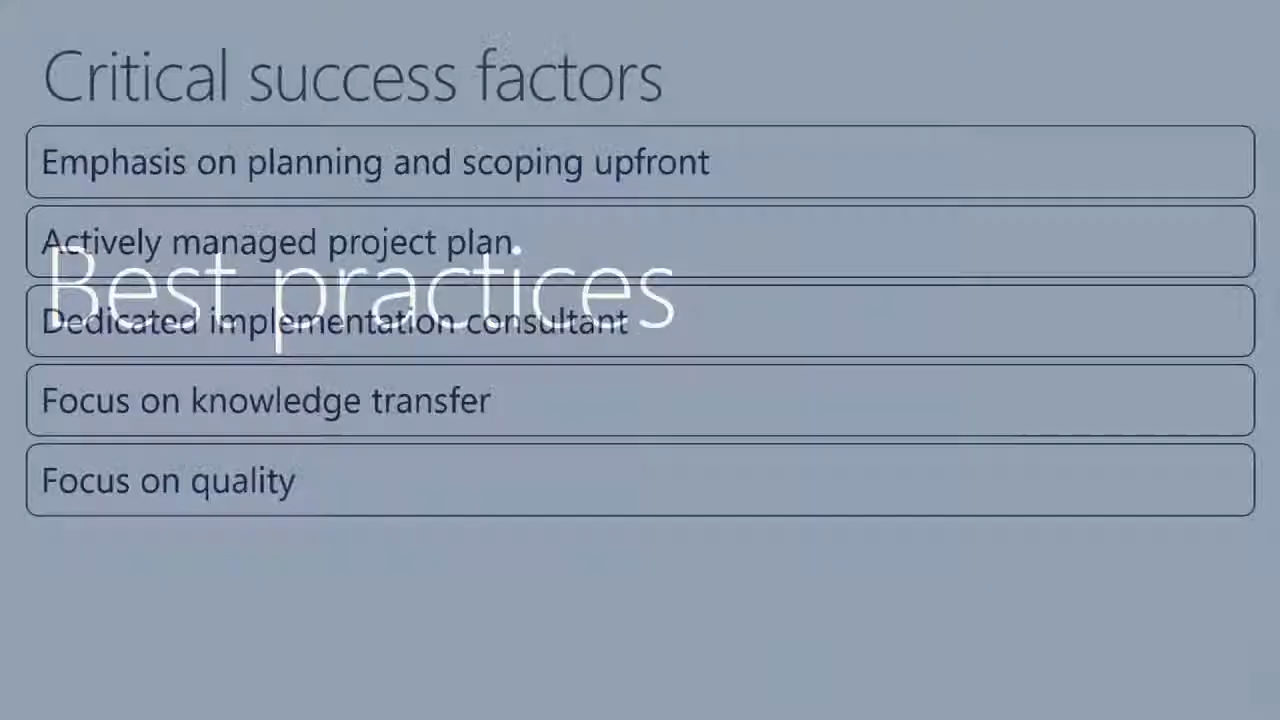 Critical success factors
Emphasis on planning and scoping upfront
Actively managed project plan
Best practices
Dedicated implementation consultant
Focus on knowledge transfer
Focus on quality